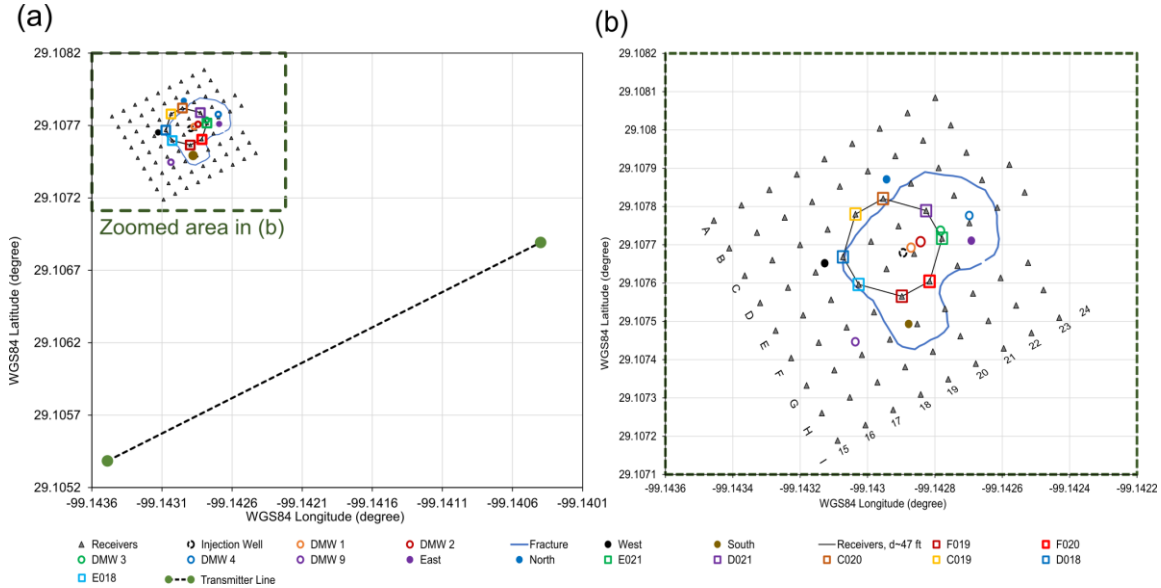 (a)
29.1082
29.1077
29.1072
29.1067
29.1062
29.1057
29.1052
WGS84 Latitude (degree)
Zoomed area in (b)
-99.1436 -99.1431 -99.1426 -99.1421 -99.1416 -99.1411 -99.1406 -99.1401
WGS84 Longitude (degree)
(b)
29.1082
29.1081
29.108
29.1079
29.1078
29.1077
29.1076
29.1075
29.1074
29.1073
29.1072
29.1071
WGS84 Latitude (degree)
A
B
C
D
E
F
G
H
I
15 16 17 18 19 20 21 22 23 24
-99.1436 -99.1434 -99.1432 -99.143 -99.1428 -99.1426 -99.1424 -99.1422
WGS84 Longitude (degree)
Receivers Injection Well DMW 1 DMW 2 Fracture West South Receivers, d~47 ft F019
DMW 3 DMW 4 DMW 9 East North E021 D021 C020 C019 F020
E018 Transmitter Line D018